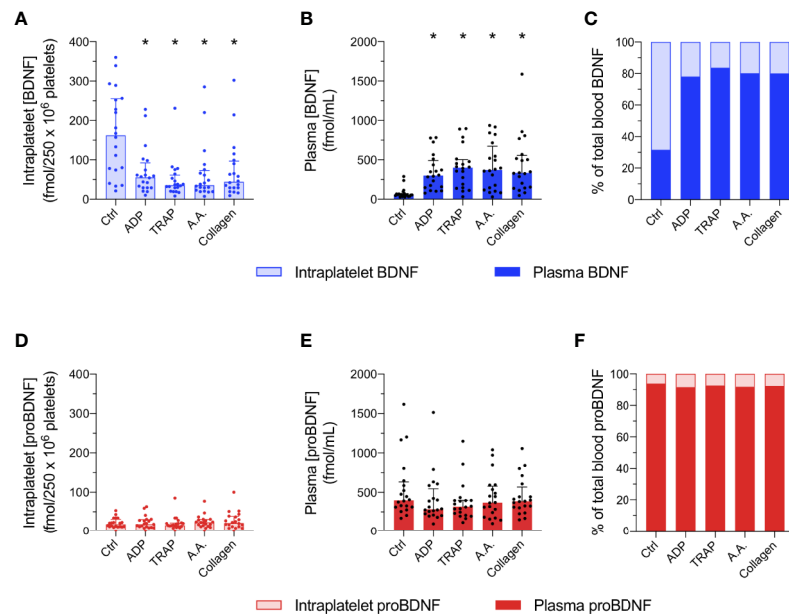 A
Intraplatelet [BDNF]
(fmol/250 x 10⁶ platelets)
400
300
200
100
0
* * * *
Ctrl
ADP
TRAP
A.A.
Collagen
B
Plasma [BDNF]
(fmol/mL)
2000
1500
1000
500
0
* * * *
Ctrl
ADP
TRAP
A.A.
Collagen
C
% of total blood BDNF
100
80
60
40
20
0
Ctrl
ADP
TRAP
A.A.
Collagen
Intraplatelet BDNF
Plasma BDNF
D
Intraplatelet [proBDNF]
(fmol/250 x 10⁶ platelets)
400
300
200
100
0
Ctrl
ADP
TRAP
A.A.
Collagen
E
Plasma [proBDNF]
(fmol/mL)
2000
1500
1000
500
0
Ctrl
ADP
TRAP
A.A.
Collagen
F
% of total blood proBDNF
100
80
60
40
20
0
Ctrl
ADP
TRAP
A.A.
Collagen
Intraplatelet proBDNF
Plasma proBDNF